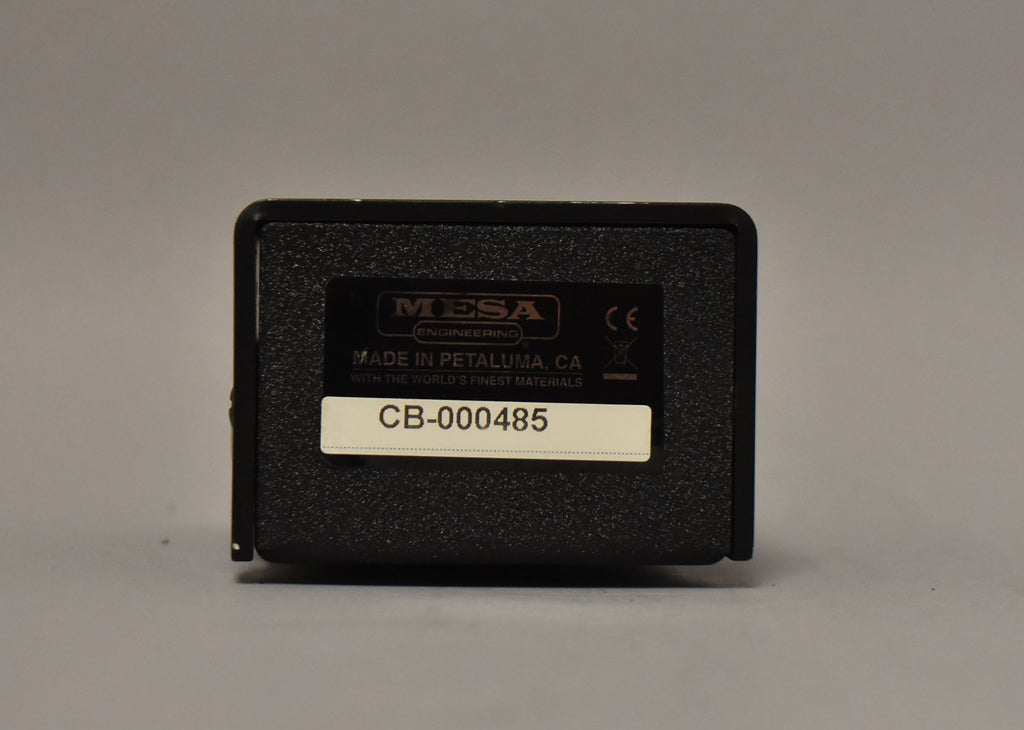 MESA
ENGINEERING
®
CE
MADE IN PETALUMA, CA
WITH THE WORLD'S FINEST MATERIALS
CB-000485